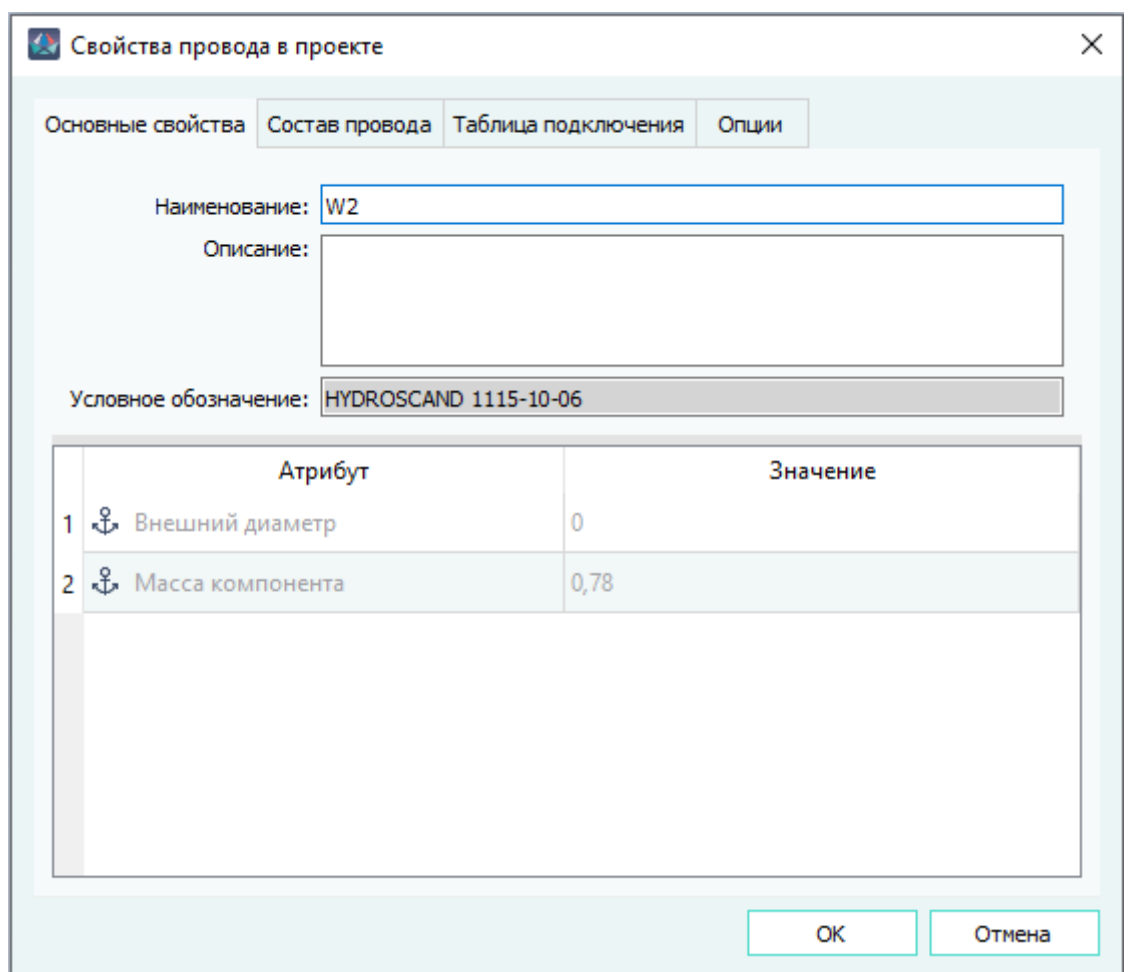 Свойства провода в проекте
Основные свойства Состав провода Таблица подключения Опции
Наименование: W2
Описание:
Условное обозначение: HYDROSCAND 1115-10-06
Атрибут Значение
1 Внешний диаметр 0
2 Масса компонента 0,78
OK Отмена